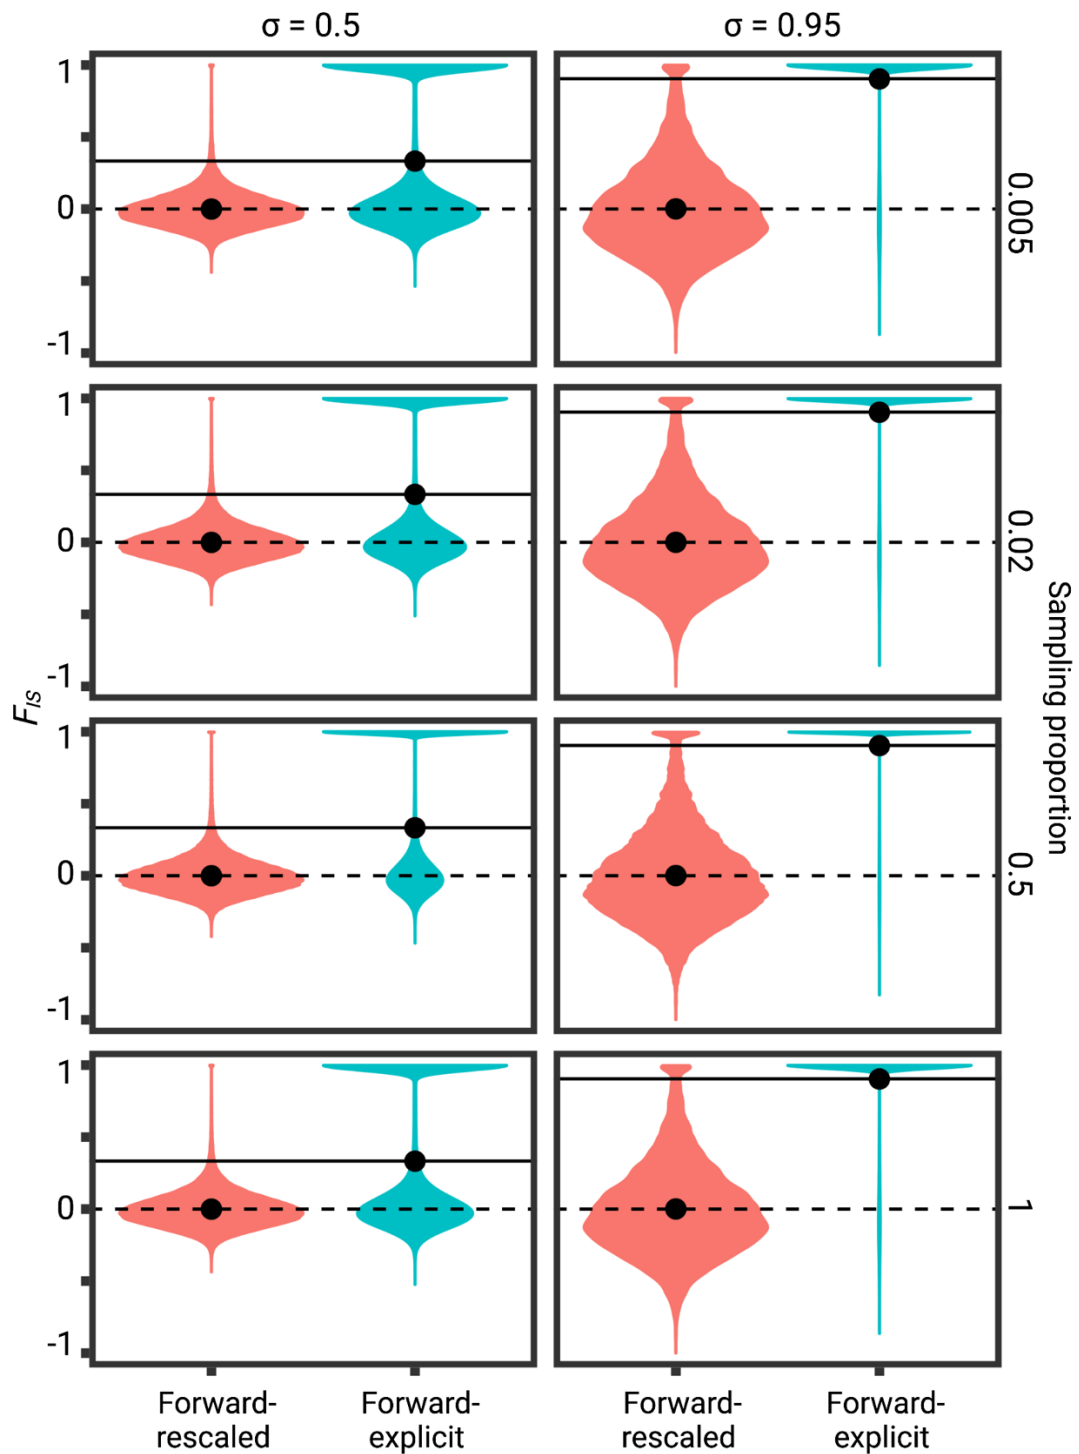 σ = 0.5
σ = 0.95
1
0
-1
0.005
1
0
-1
0.02
1
0
-1
0.5
1
0
-1
1
F_IS
Sampling proportion
Forward-
rescaled
Forward-
explicit
Forward-
rescaled
Forward-
explicit